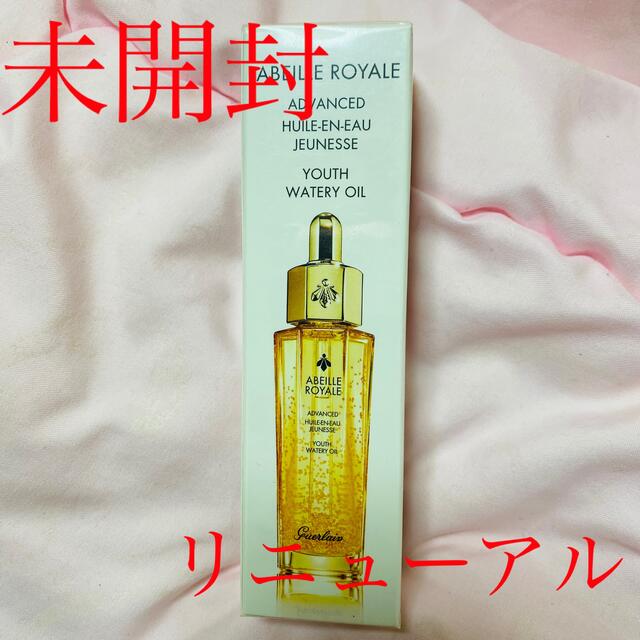 未開封
ABEILLE ROYALE
ADVANCED
HUILE-EN-EAU
JEUNESSE
YOUTH
WATERY OIL
ABEILLE
ROYALE
ADVANCED
HUILE-EN-EAU
JEUNESSE
YOUTH
WATERY OIL
Guerlain
リニューアル